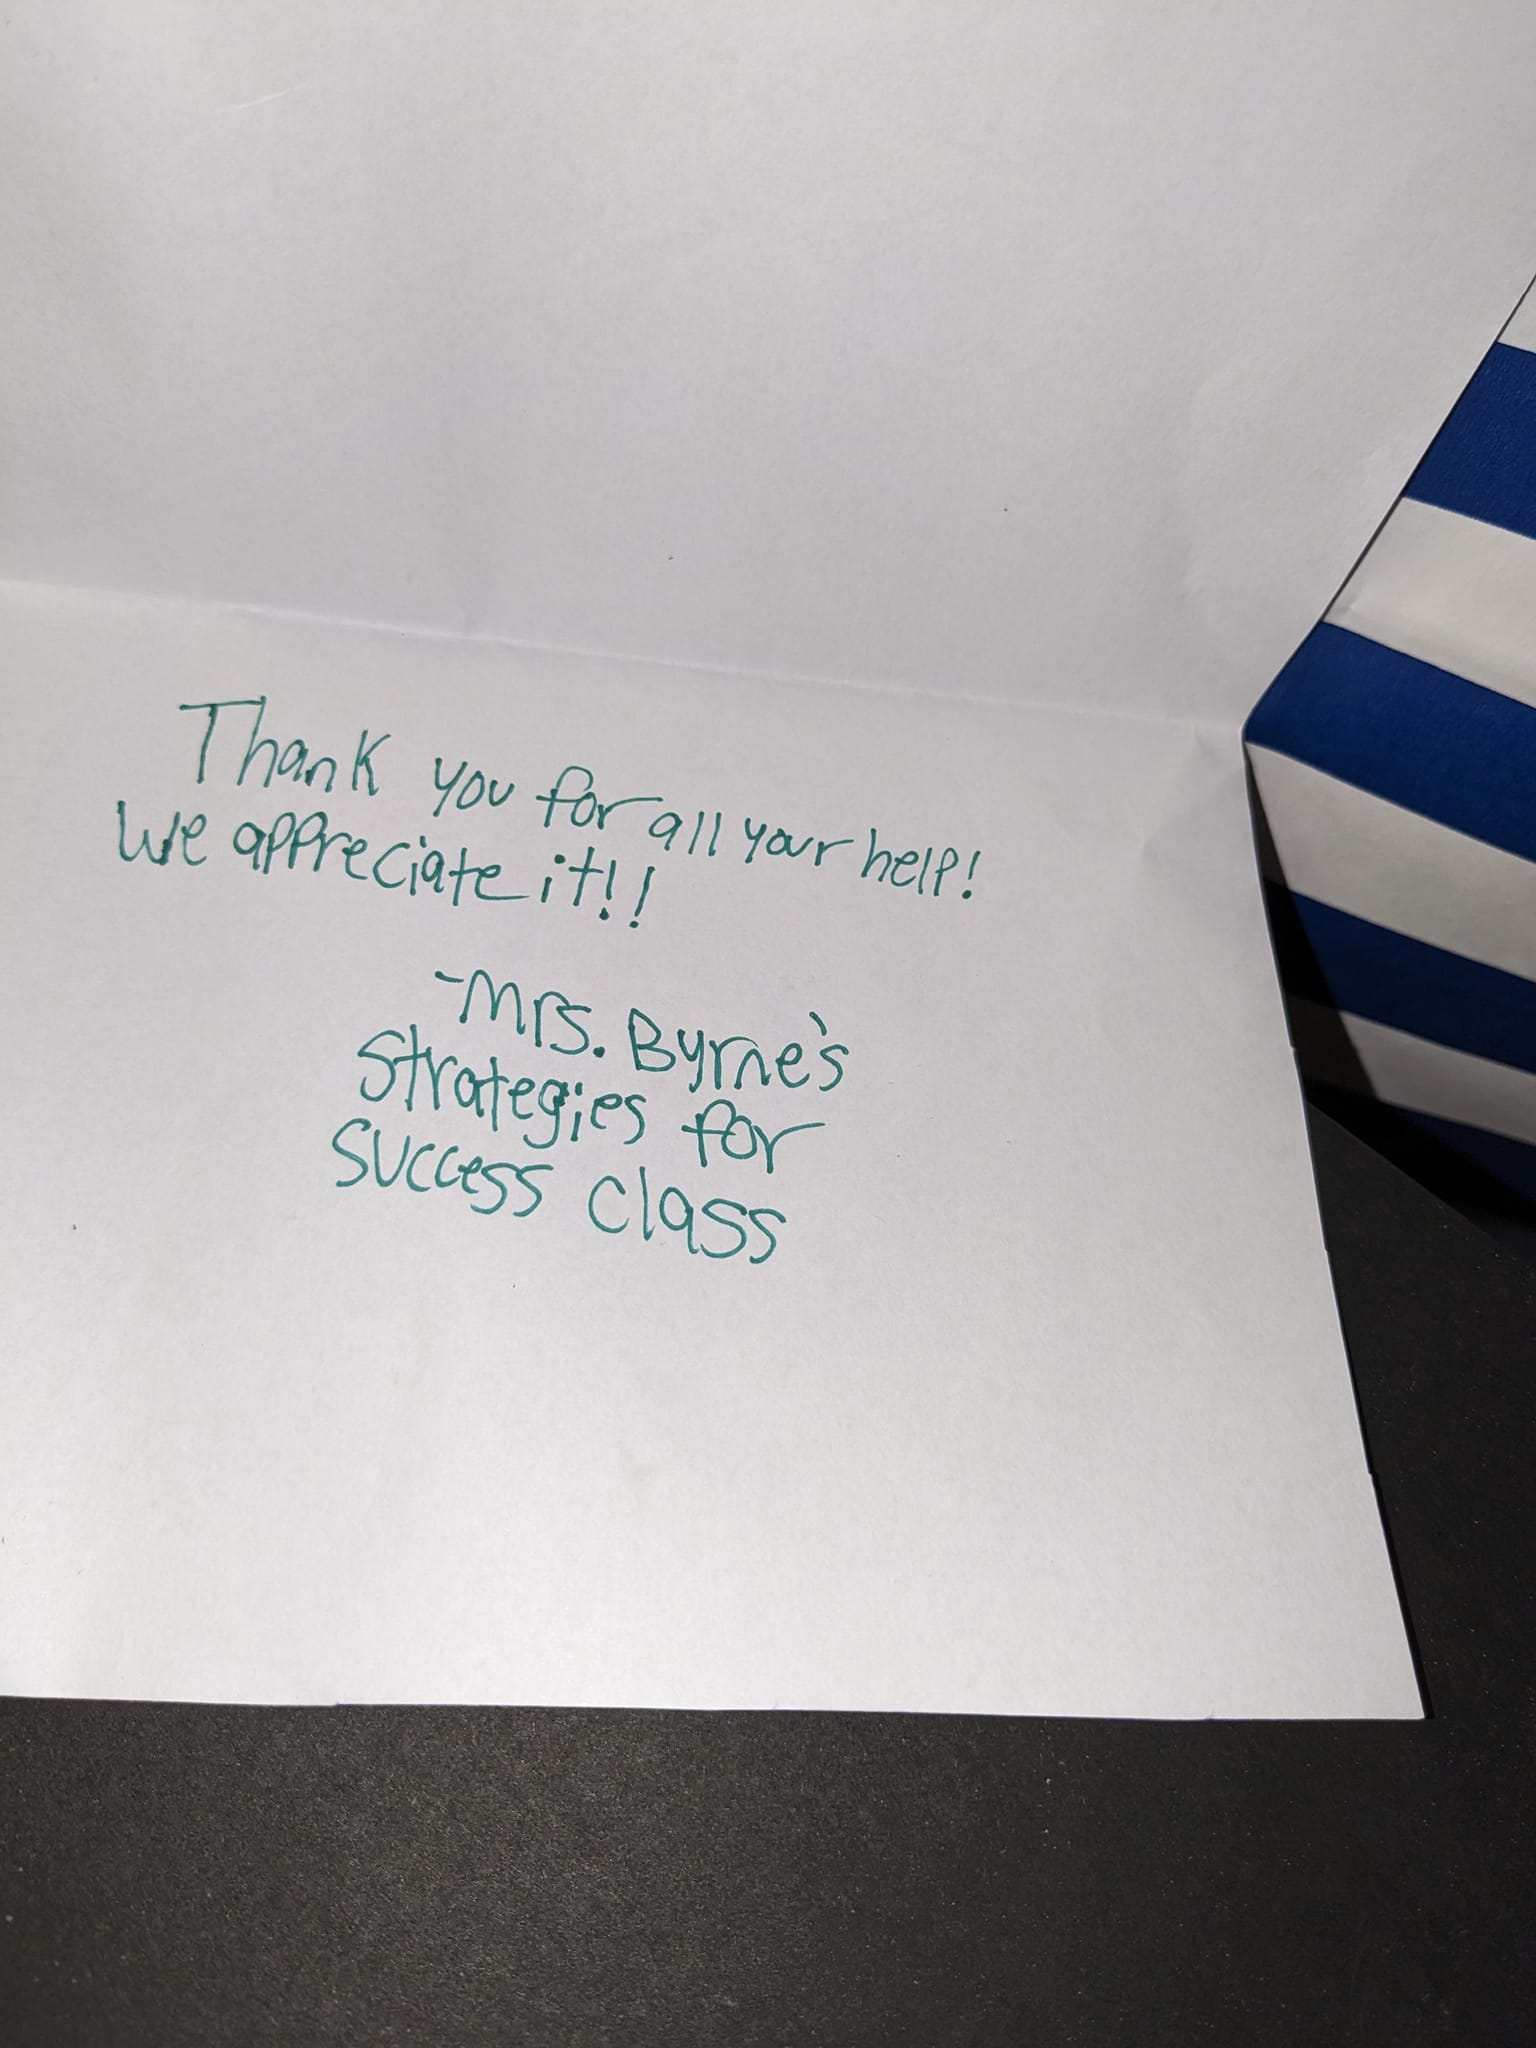 Thank you for all your help!
We appreciate it!!
-Mrs. Byrne's
Strategies for
Success class